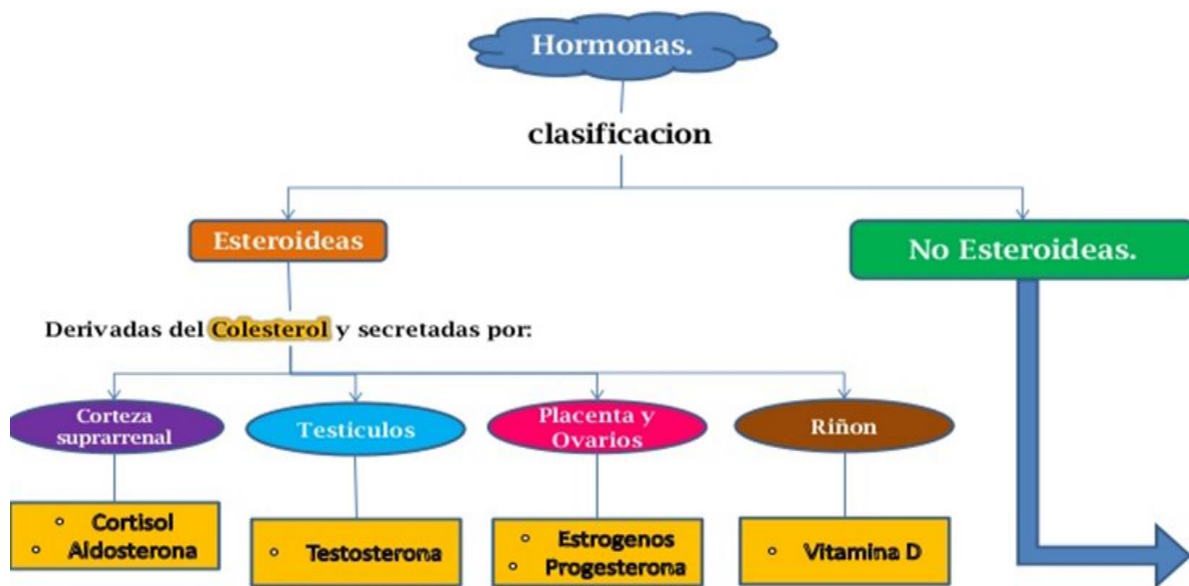 Hormonas.
clasificacion
Esteroideas
No Esteroideas.
Derivadas del Colesterol y secretadas por:
Corteza
suprarrenal
Testiculos
Placenta y
Ovarios
Riñon
° Cortisol
° Aldosterona
° Testosterona
° Estrogenos
° Progesterona
° Vitamina D